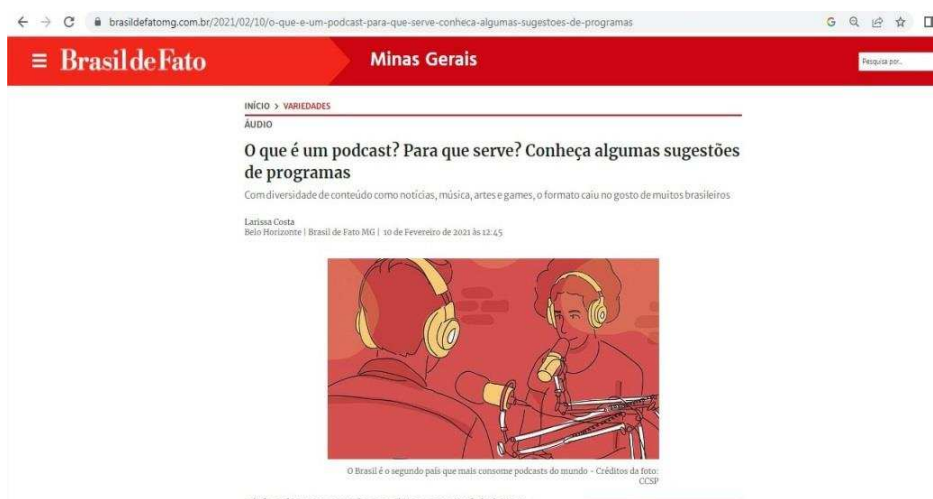 brasildefatomg.com.br/2021/02/10/o-que-e-um-podcast-para-que-serve-conheca-algumas-sugestoes-de-programas
Brasil de Fato
Minas Gerais
Pesquisa por...
INÍCIO > VARIEDADES
ÁUDIO
O que é um podcast? Para que serve? Conheça algumas sugestões
de programas
Com diversidade de conteúdo como notícias, música, artes e games, o formato caiu no gosto de muitos brasileiros
Larissa Costa
Belo Horizonte | Brasil de Fato MG | 10 de Fevereiro de 2021 às 12:45
O Brasil é o segundo país que mais consome podcasts do mundo - Créditos da foto:
CCSP